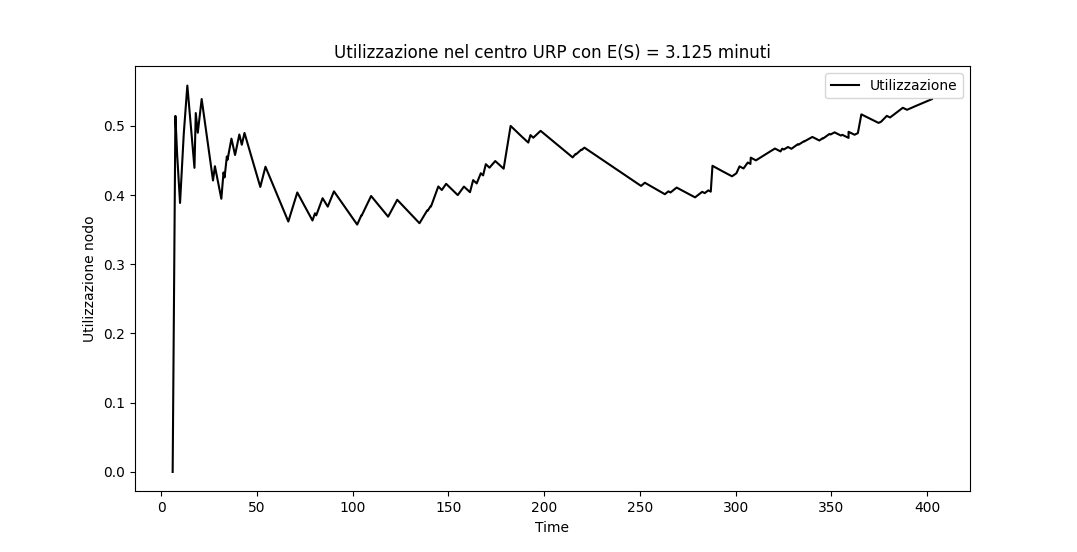 Utilizzazione nel centro URP con E(S) = 3.125 minuti
Utilizzazione
Utilizzazione nodo
0.5
0.4
0.3
0.2
0.1
0.0
0 50 100 150 200 250 300 350 400
Time